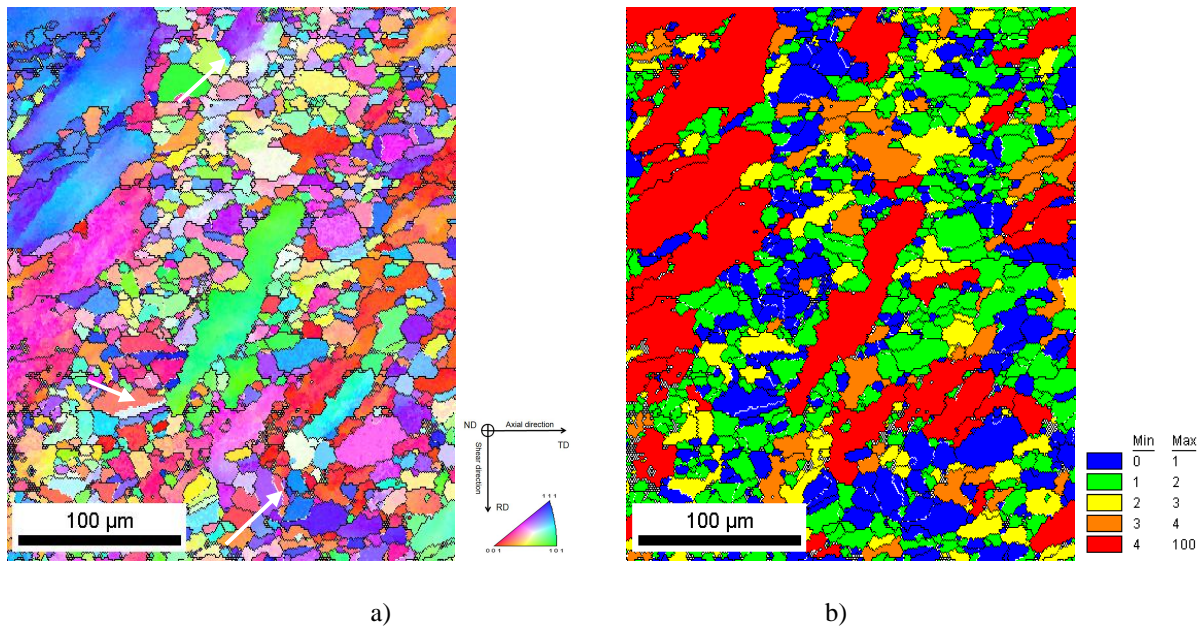 ND
Axial direction
TD
Shear direction
RD
1 1 1
0 0 1
1 0 1
100 µm
100 µm
Min Max
0 1
1 2
2 3
3 4
4 100
a)
b)